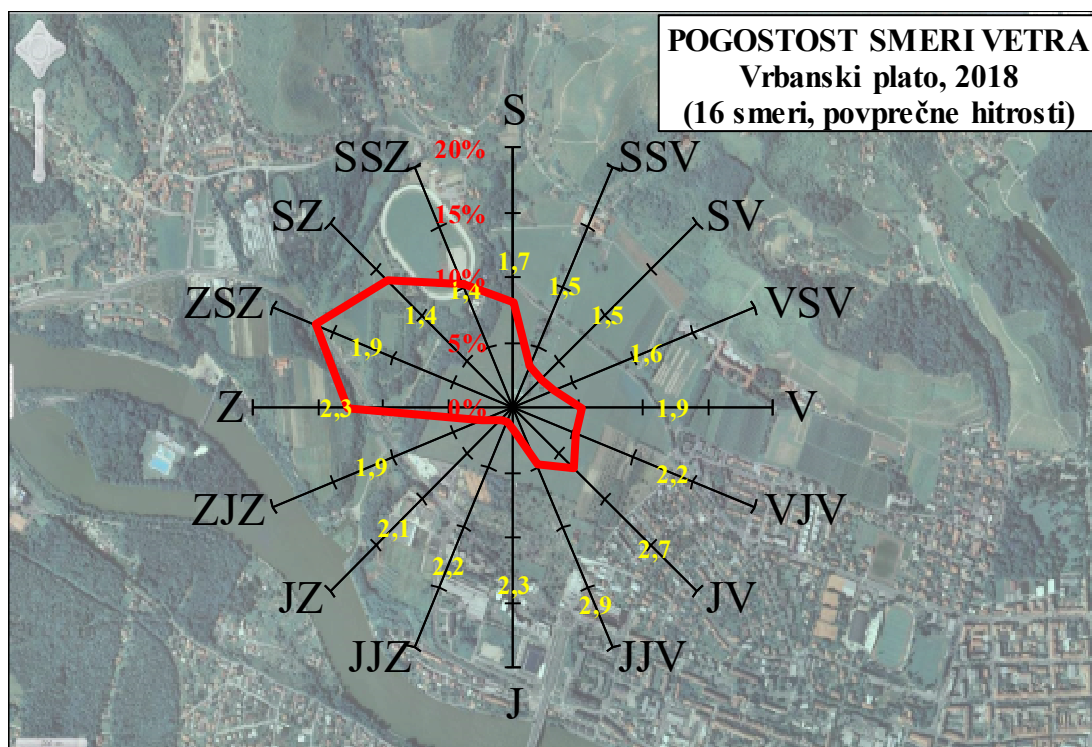 POGOSTOST SMERI VETRA
Vrbanski plato, 2018
(16 smeri, povprečne hitrosti)
S
SSZ
20%
SSV
SZ
15%
SV
1,7
10%
1,4
1,5
ZSZ
1,4
1,5
VSV
1,9
5%
1,6
Z
2,3
0%
1,9
V
ZJZ
1,9
2,2
VJV
2,1
2,7
JZ
2,2
2,3
2,9
JV
JJZ
JJV
J